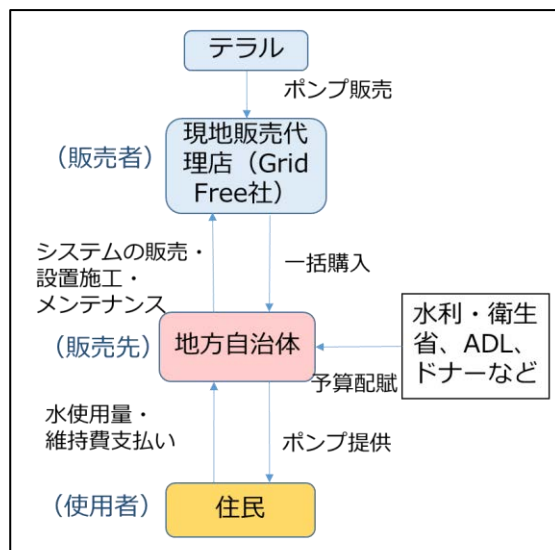 テラル
ポンプ販売
(販売者)
現地販売代
理店(Grid
Free社)
システムの販売・
設置施工・
メンテナンス
一括購入
(販売先)
地方自治体
水利・衛生
省、ADL、
ドナーなど
予算配賦
水使用量・
維持費支払い
ポンプ提供
(使用者)
住民